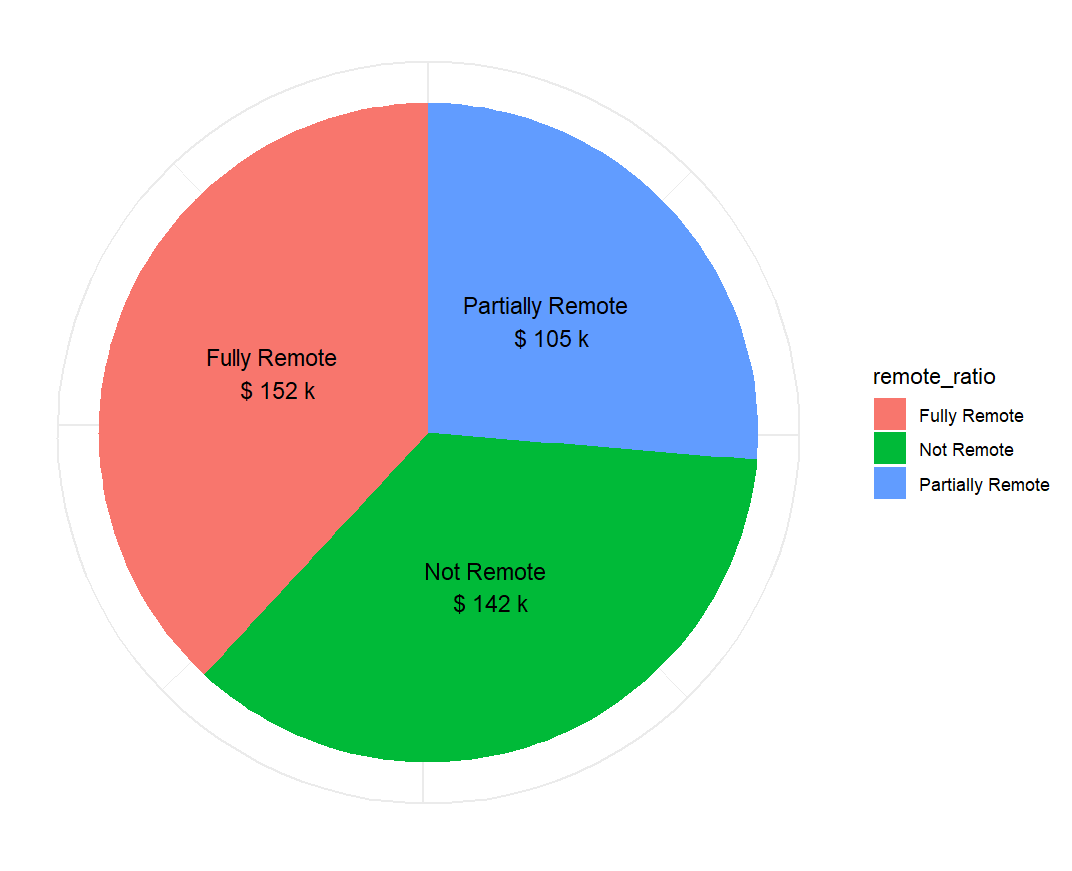 Partially Remote
$ 105 k
Fully Remote
$ 152 k
Not Remote
$ 142 k
remote_ratio
Fully Remote
Not Remote
Partially Remote